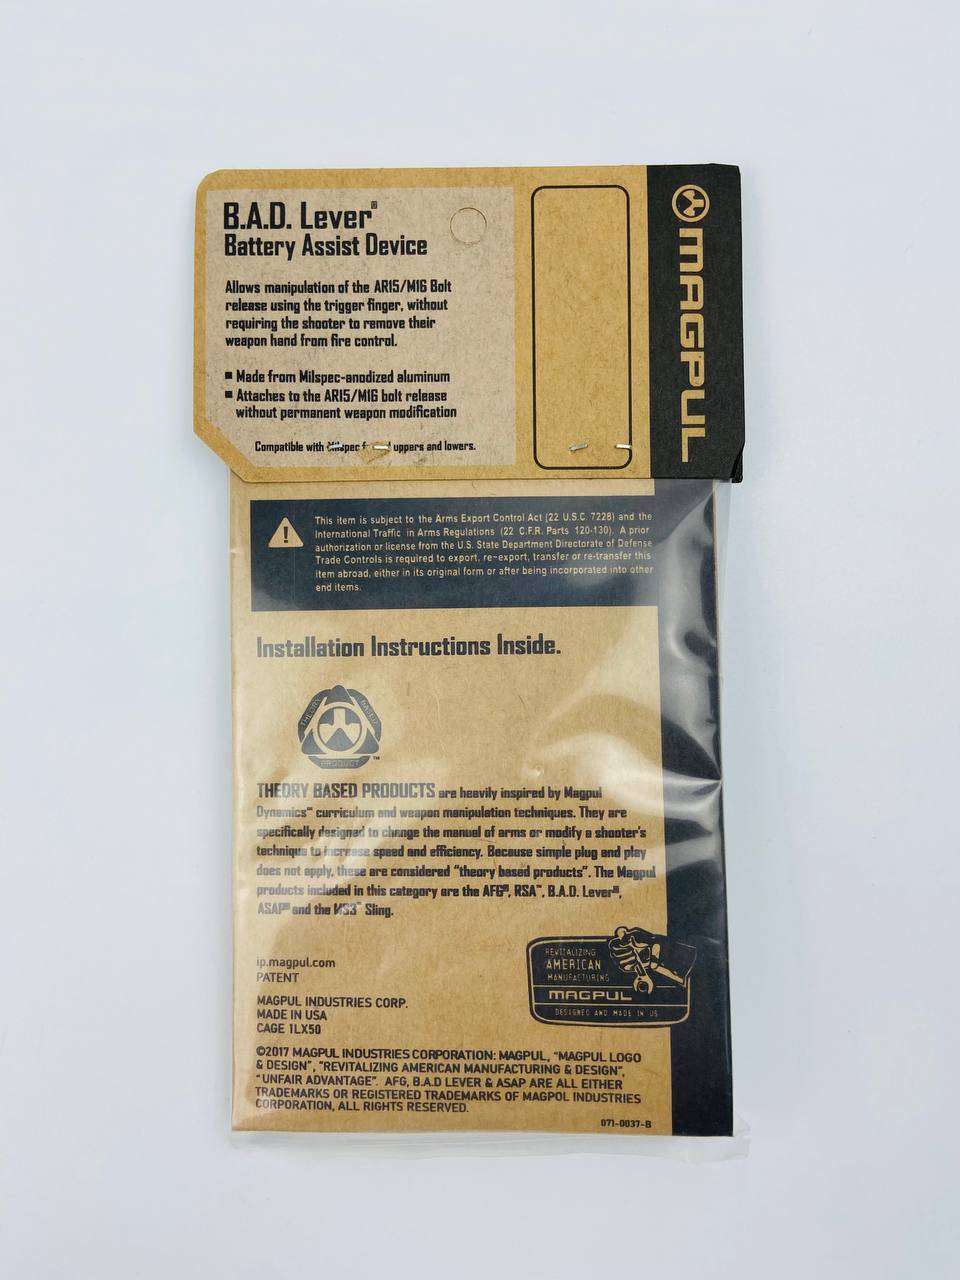 B.A.D. Lever®
Battery Assist Device
Allows manipulation of the AR15/M16 Bolt
release using the trigger finger, without
requiring the shooter to remove their
weapon hand from fire control.
■ Made from Milspec-anodized aluminum
■ Attaches to the AR15/M16 bolt release
without permanent weapon modification
Compatible with Milspec uppers and lowers.
MAGPUL
This item is subject to the Arms Export Control Act (22 U.S.C. 7228) and the
International Traffic in Arms Regulations (22 C.F.R. Parts 120-130). A prior
authorization or license from the U.S. State Department Directorate of Defense
Trade Controls is required to export, re-export, transfer or re-transfer this
item abroad, either in its original form or after being incorporated into other
end items.
Installation Instructions Inside.
THEORY BASED
PRODUCT™
THEORY BASED PRODUCTS are heavily inspired by Magpul
Dynamics℠ curriculum and weapon manipulation techniques. They are
specifically designed to change the manual of arms or modify a shooter's
technique to increase speed and efficiency. Because simple plug and play
does not apply, these are considered "theory based products". The Magpul
products included in this category are the AFG®, RSA™, B.A.D. Lever®,
ASAP® and the MS3™ Sling.
REVITALIZING
AMERICAN
MANUFACTURING
MAGPUL
DESIGNED AND MADE IN US
ip.magpul.com
PATENT
MAGPUL INDUSTRIES CORP.
MADE IN USA
CAGE 1LX50
©2017 MAGPUL INDUSTRIES CORPORATION: MAGPUL, "MAGPUL LOGO
& DESIGN", "REVITALIZING AMERICAN MANUFACTURING & DESIGN",
"UNFAIR ADVANTAGE". AFG, B.A.D LEVER & ASAP ARE ALL EITHER
TRADEMARKS OR REGISTERED TRADEMARKS OF MAGPOL INDUSTRIES
CORPORATION, ALL RIGHTS RESERVED.
071-0037-B